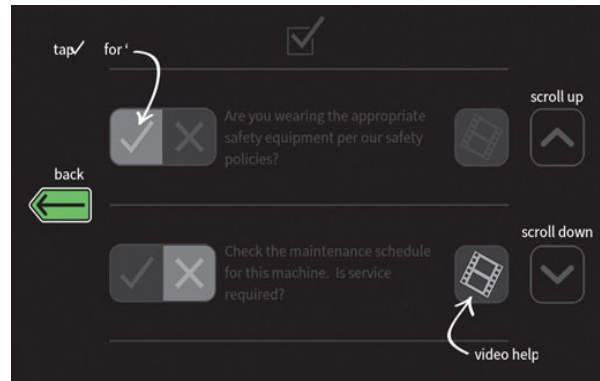 tap✓ for ‘
Are you wearing the appropriate
safety equipment per our safety
policies?
scroll up
back
scroll down
Check the maintenance schedule
for this machine. Is service
required?
video help